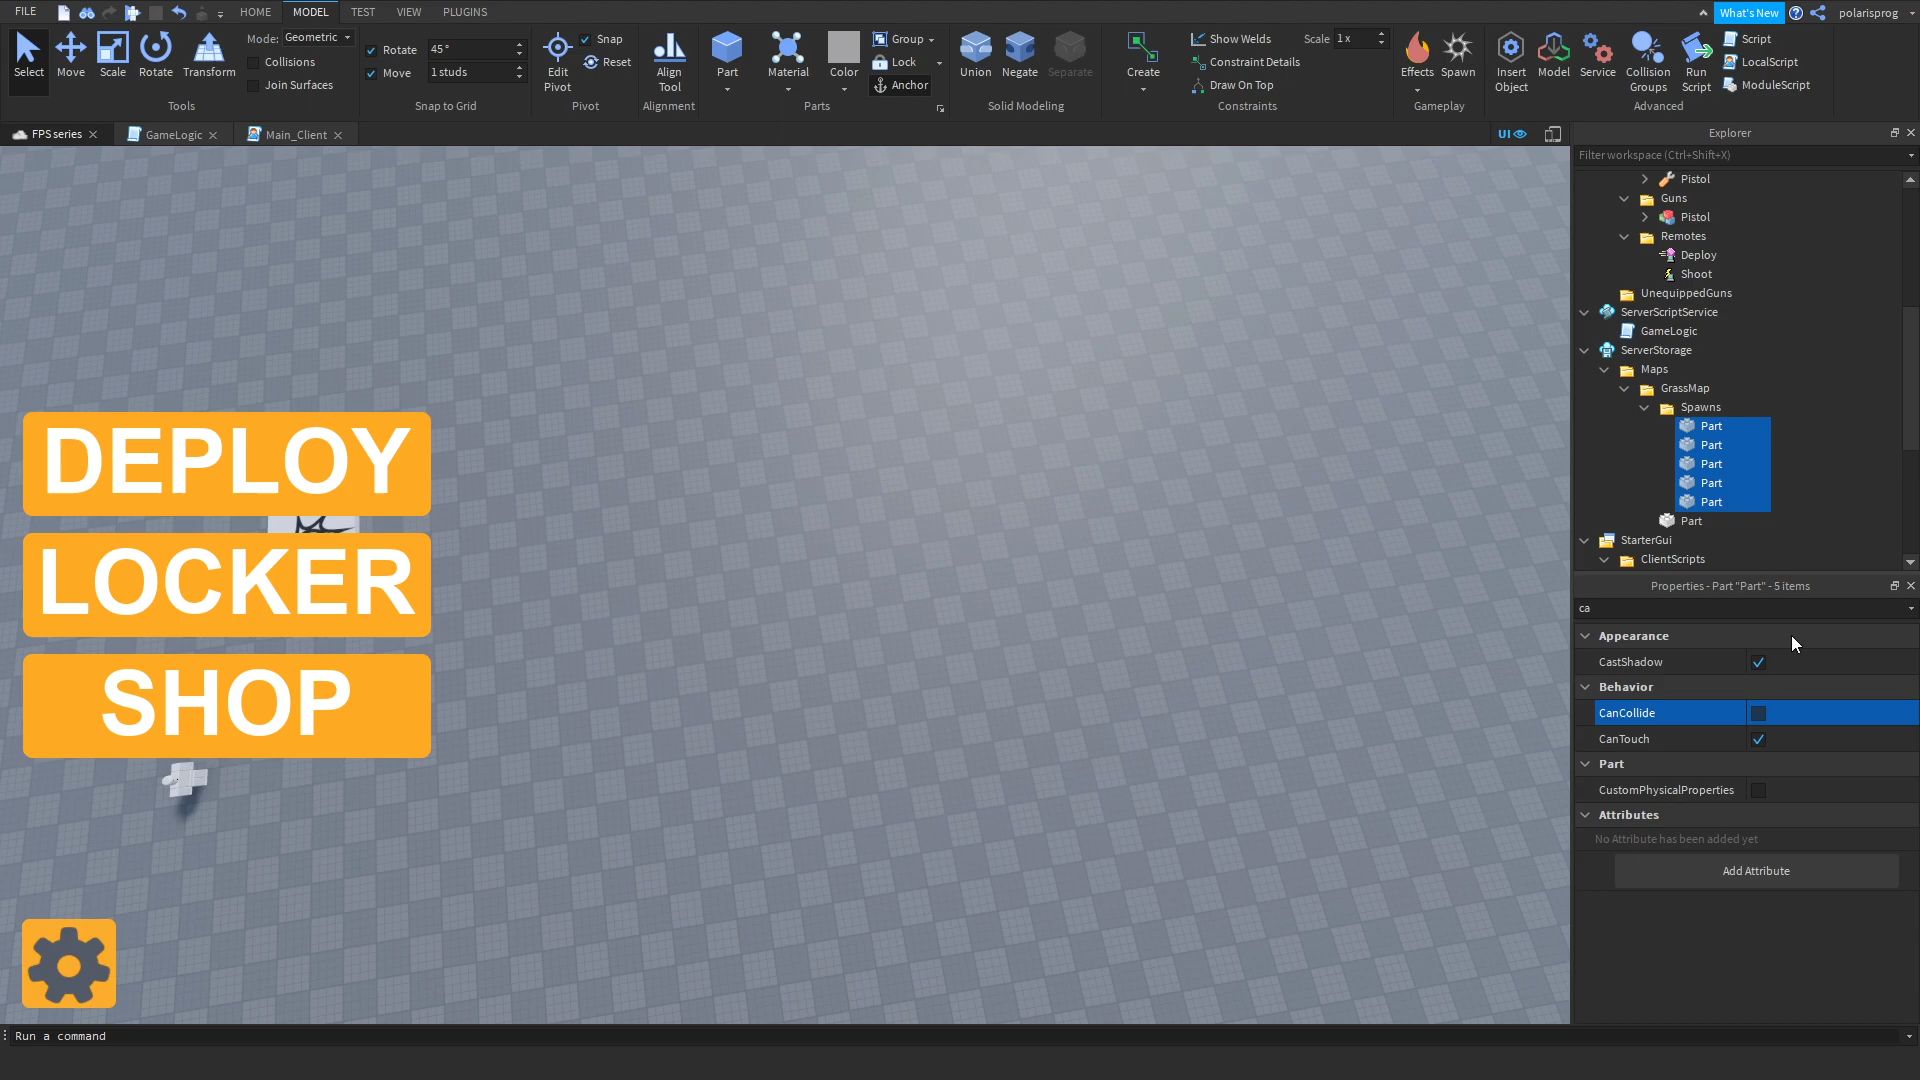 FILE
HOME
MODEL
TEST
VIEW
PLUGINS
What's New
polarisprog
Select
Move
Scale
Rotate
Transform
Mode: Geometric
Collisions
Join Surfaces
Tools
Rotate 45°
Move 1 studs
Snap to Grid
Edit Pivot
Snap
Reset
Pivot
Align Tool
Alignment
Part
Material
Color
Group
Lock
Anchor
Parts
Union
Negate
Separate
Solid Modeling
Create
Show Welds
Constraint Details
Draw On Top
Scale 1x
Constraints
Effects
Spawn
Gameplay
Insert Object
Model
Service
Collision Groups
Run Script
Script
LocalScript
ModuleScript
Advanced
FPS series
GameLogic
Main_Client
UI
Explorer
Filter workspace (Ctrl+Shift+X)
Pistol
Guns
Pistol
Remotes
Deploy
Shoot
UnequippedGuns
ServerScriptService
GameLogic
ServerStorage
Maps
GrassMap
Spawns
Part
Part
Part
Part
Part
Part
StarterGui
ClientScripts
Properties - Part "Part" - 5 items
ca
Appearance
CastShadow
Behavior
CanCollide
CanTouch
Part
CustomPhysicalProperties
Attributes
No Attribute has been added yet
Add Attribute
DEPLOY
LOCKER
SHOP
Run a command